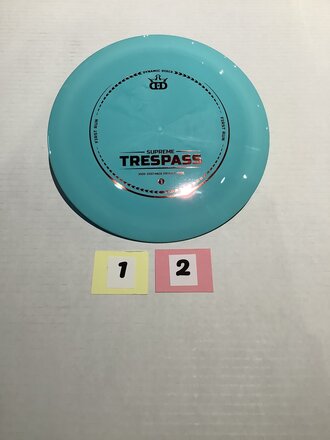 DYNAMIC DISCS
FIRST RUN
FIRST RUN
SUPREME
TRESPASS
1
2